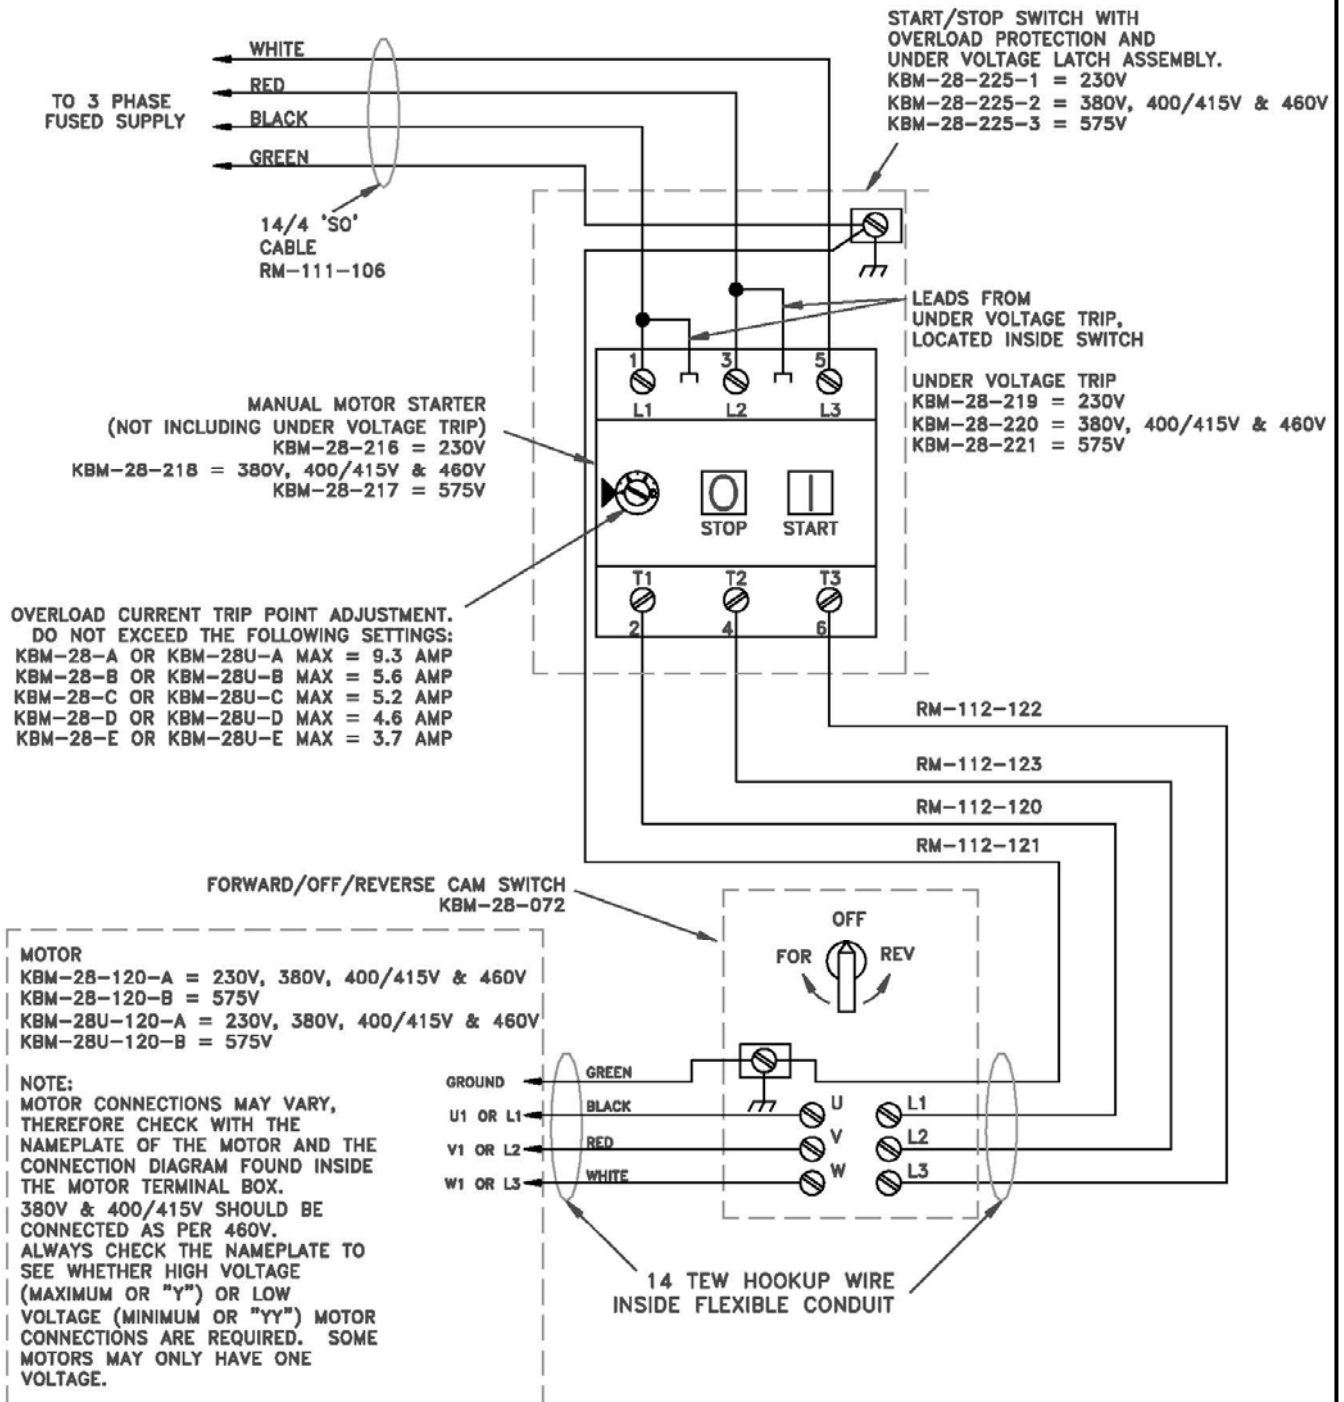 START/STOP SWITCH WITH
OVERLOAD PROTECTION AND
UNDER VOLTAGE LATCH ASSEMBLY.
KBM-28-225-1 = 230V
KBM-28-225-2 = 380V, 400/415V & 460V
KBM-28-225-3 = 575V
WHITE
RED
BLACK
GREEN
TO 3 PHASE
FUSED SUPPLY
14/4 'SO'
CABLE
RM-111-106
LEADS FROM
UNDER VOLTAGE TRIP,
LOCATED INSIDE SWITCH
UNDER VOLTAGE TRIP
KBM-28-219 = 230V
KBM-28-220 = 380V, 400/415V & 460V
KBM-28-221 = 575V
1 3 5
L1 L2 L3
MANUAL MOTOR STARTER
(NOT INCLUDING UNDER VOLTAGE TRIP)
KBM-28-216 = 230V
KBM-28-218 = 380V, 400/415V & 460V
KBM-28-217 = 575V
O I
STOP START
T1 T2 T3
2 4 6
OVERLOAD CURRENT TRIP POINT ADJUSTMENT.
DO NOT EXCEED THE FOLLOWING SETTINGS:
KBM-28-A OR KBM-28U-A MAX = 9.3 AMP
KBM-28-B OR KBM-28U-B MAX = 5.6 AMP
KBM-28-C OR KBM-28U-C MAX = 5.2 AMP
KBM-28-D OR KBM-28U-D MAX = 4.6 AMP
KBM-28-E OR KBM-28U-E MAX = 3.7 AMP
RM-112-122
RM-112-123
RM-112-120
RM-112-121
FORWARD/OFF/REVERSE CAM SWITCH
KBM-28-072
OFF
FOR REV
MOTOR
KBM-28-120-A = 230V, 380V, 400/415V & 460V
KBM-28-120-B = 575V
KBM-28U-120-A = 230V, 380V, 400/415V & 460V
KBM-28U-120-B = 575V
NOTE:
MOTOR CONNECTIONS MAY VARY,
THEREFORE CHECK WITH THE
NAMEPLATE OF THE MOTOR AND THE
CONNECTION DIAGRAM FOUND INSIDE
THE MOTOR TERMINAL BOX.
380V & 400/415V SHOULD BE
CONNECTED AS PER 460V.
ALWAYS CHECK THE NAMEPLATE TO
SEE WHETHER HIGH VOLTAGE
(MAXIMUM OR "Y") OR LOW
VOLTAGE (MINIMUM OR "YY") MOTOR
CONNECTIONS ARE REQUIRED. SOME
MOTORS MAY ONLY HAVE ONE
VOLTAGE.
GROUND GREEN
U1 OR L1 BLACK U L1
V1 OR L2 RED V L2
W1 OR L3 WHITE W L3
14 TEW HOOKUP WIRE
INSIDE FLEXIBLE CONDUIT